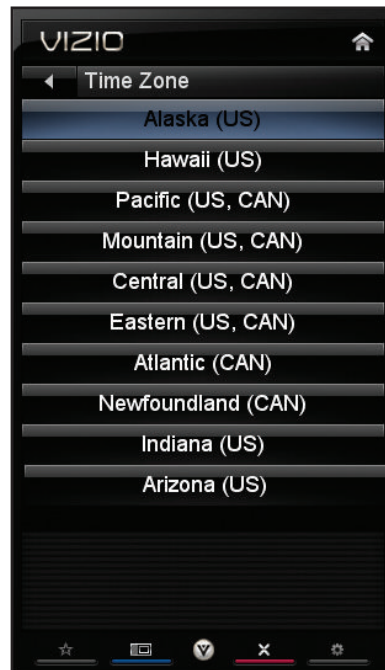 VIZIO
Time Zone
Alaska (US)
Hawaii (US)
Pacific (US, CAN)
Mountain (US, CAN)
Central (US, CAN)
Eastern (US, CAN)
Atlantic (CAN)
Newfoundland (CAN)
Indiana (US)
Arizona (US)
V